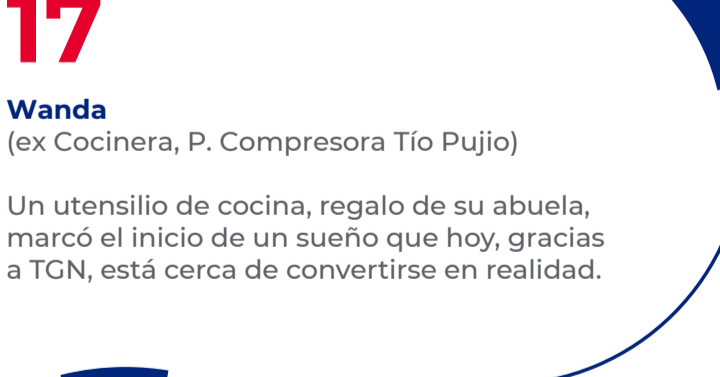 17
Wanda
(ex Cocinera, P. Compresora Tío Pujio)
Un utensilio de cocina, regalo de su abuela,
marcó el inicio de un sueño que hoy, gracias
a TGN, está cerca de convertirse en realidad.